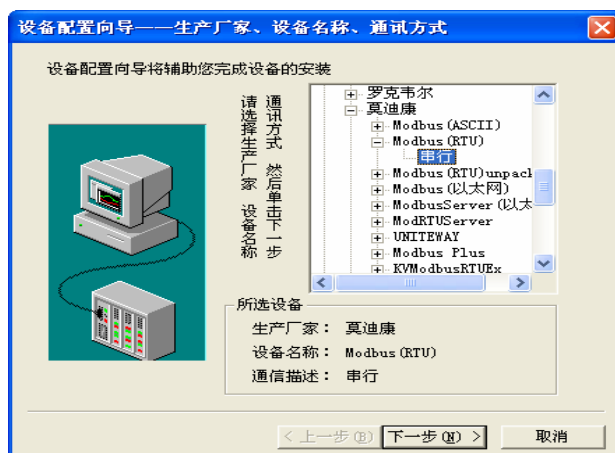 设备配置向导——生产厂家、设备名称、通讯方式
设备配置向导将辅助您完成设备的安装
请选择生产厂家 设备名称
通讯方式 然后单击下一步
罗克韦尔
莫迪康
Modbus(ASCII)
Modbus(RTU)
串行
Modbus(RTU)unpack
Modbus(以太网)
ModbusServer(以太
ModRTUServer
UNITEWAY
Modbus Plus
KVModbusRTUEx
所选设备
生产厂家： 莫迪康
设备名称： Modbus(RTU)
通信描述： 串行
< 上一步(B)
下一步(N) >
取消